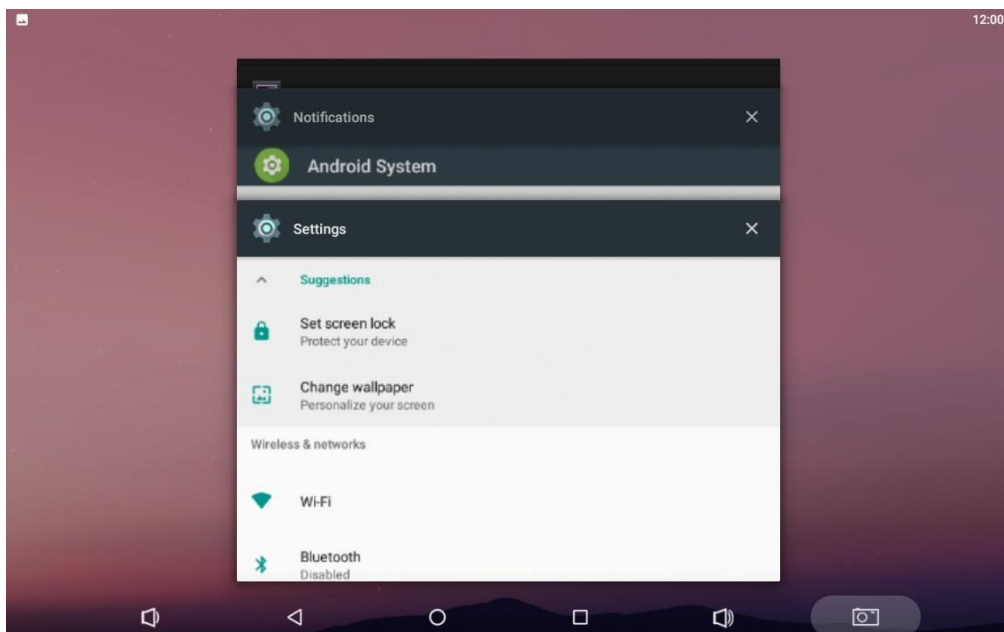 12:00
Notifications
Android System
Settings
Suggestions
Set screen lock
Protect your device
Change wallpaper
Personalize your screen
Wireless & networks
Wi-Fi
Bluetooth
Disabled